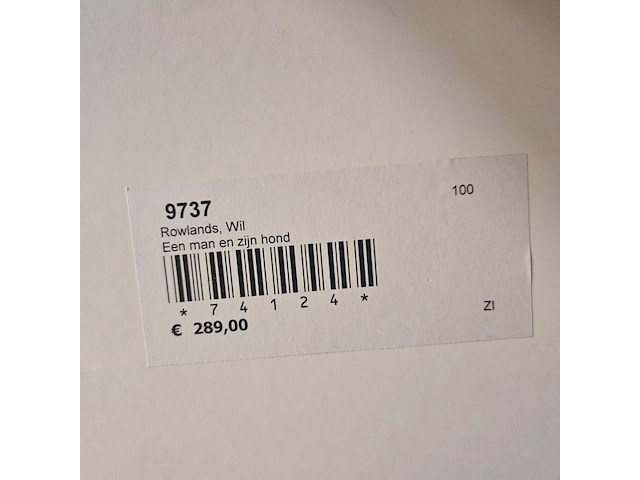 9737
100
Rowlands, Wil
Een man en zijn hond
* 7 4 1 2 4 *
€ 289,00
ZI